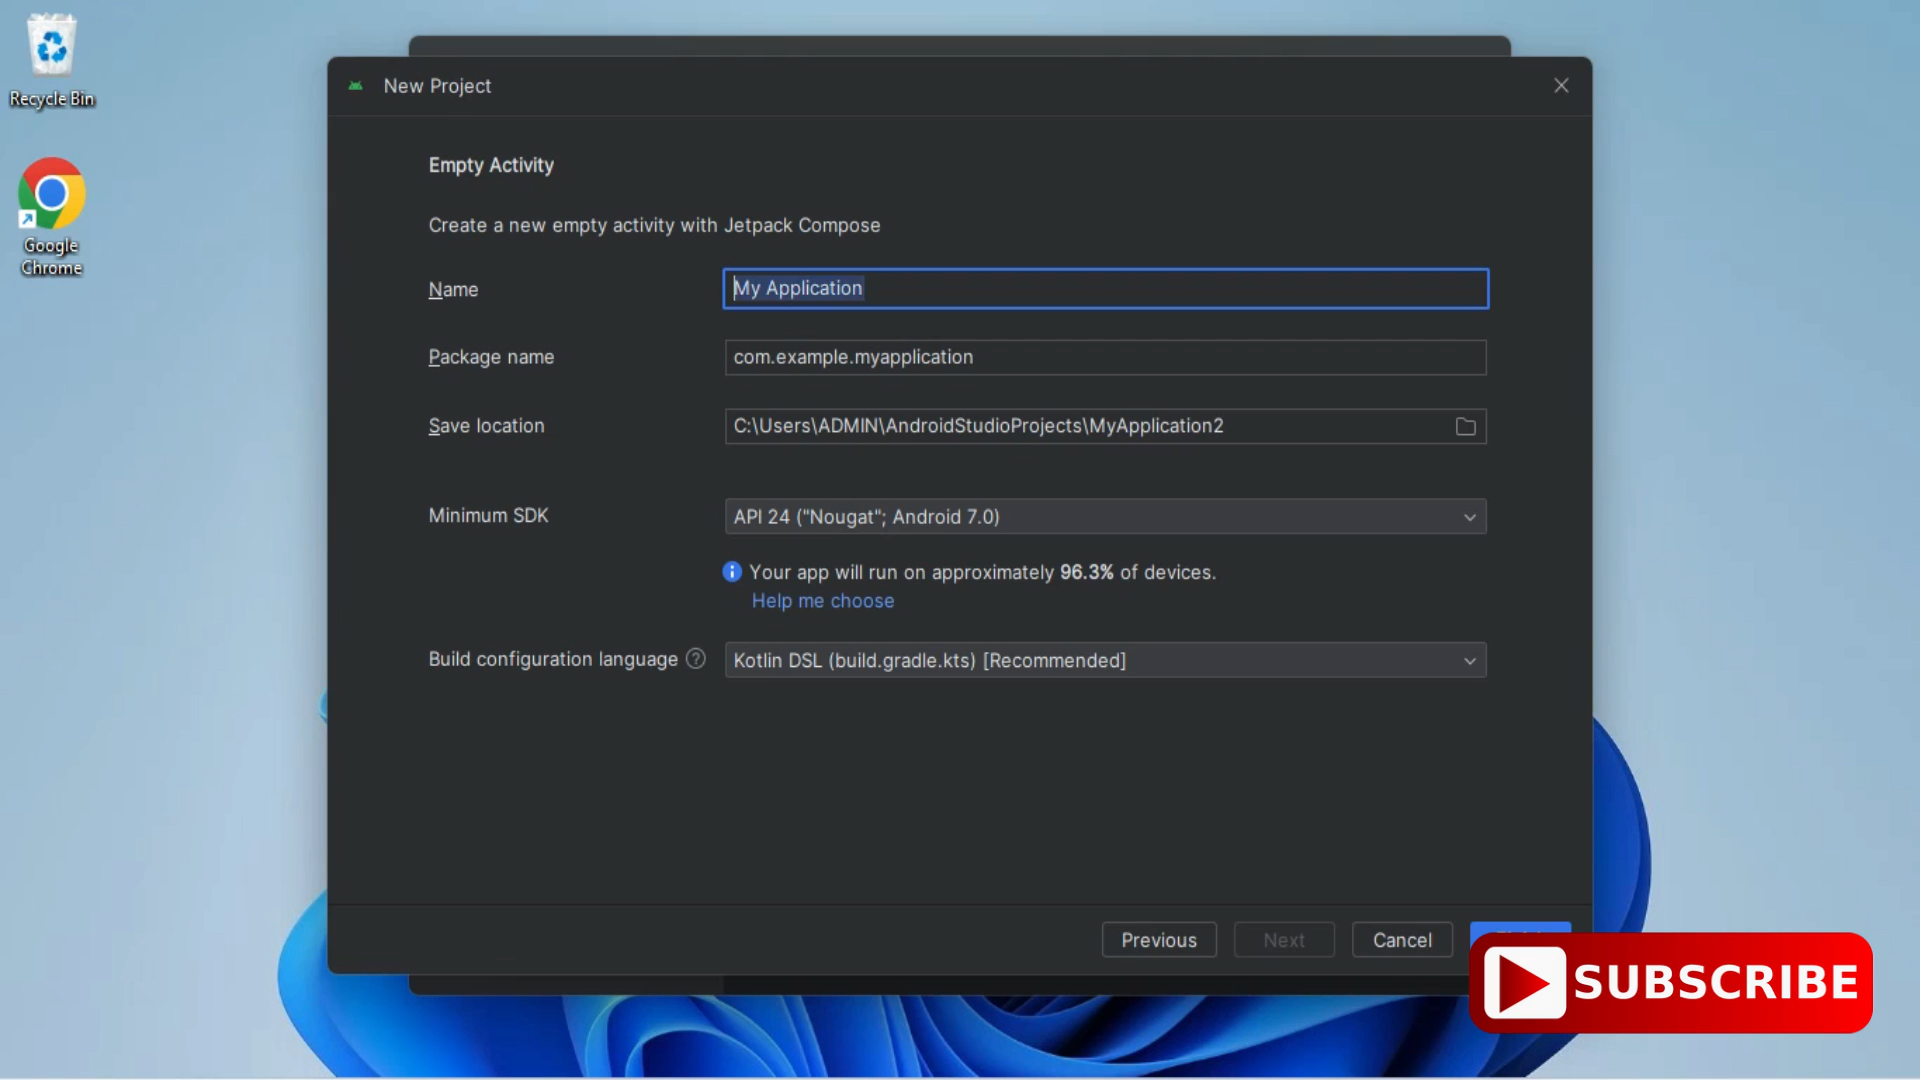 Recycle Bin
Google
Chrome
New Project
Empty Activity
Create a new empty activity with Jetpack Compose
Name
My Application
Package name
com.example.myapplication
Save location
C:\Users\ADMIN\AndroidStudioProjects\MyApplication2
Minimum SDK
API 24 ("Nougat"; Android 7.0)
Your app will run on approximately 96.3% of devices.
Help me choose
Build configuration language
Kotlin DSL (build.gradle.kts) [Recommended]
Previous
Next
Cancel
SUBSCRIBE